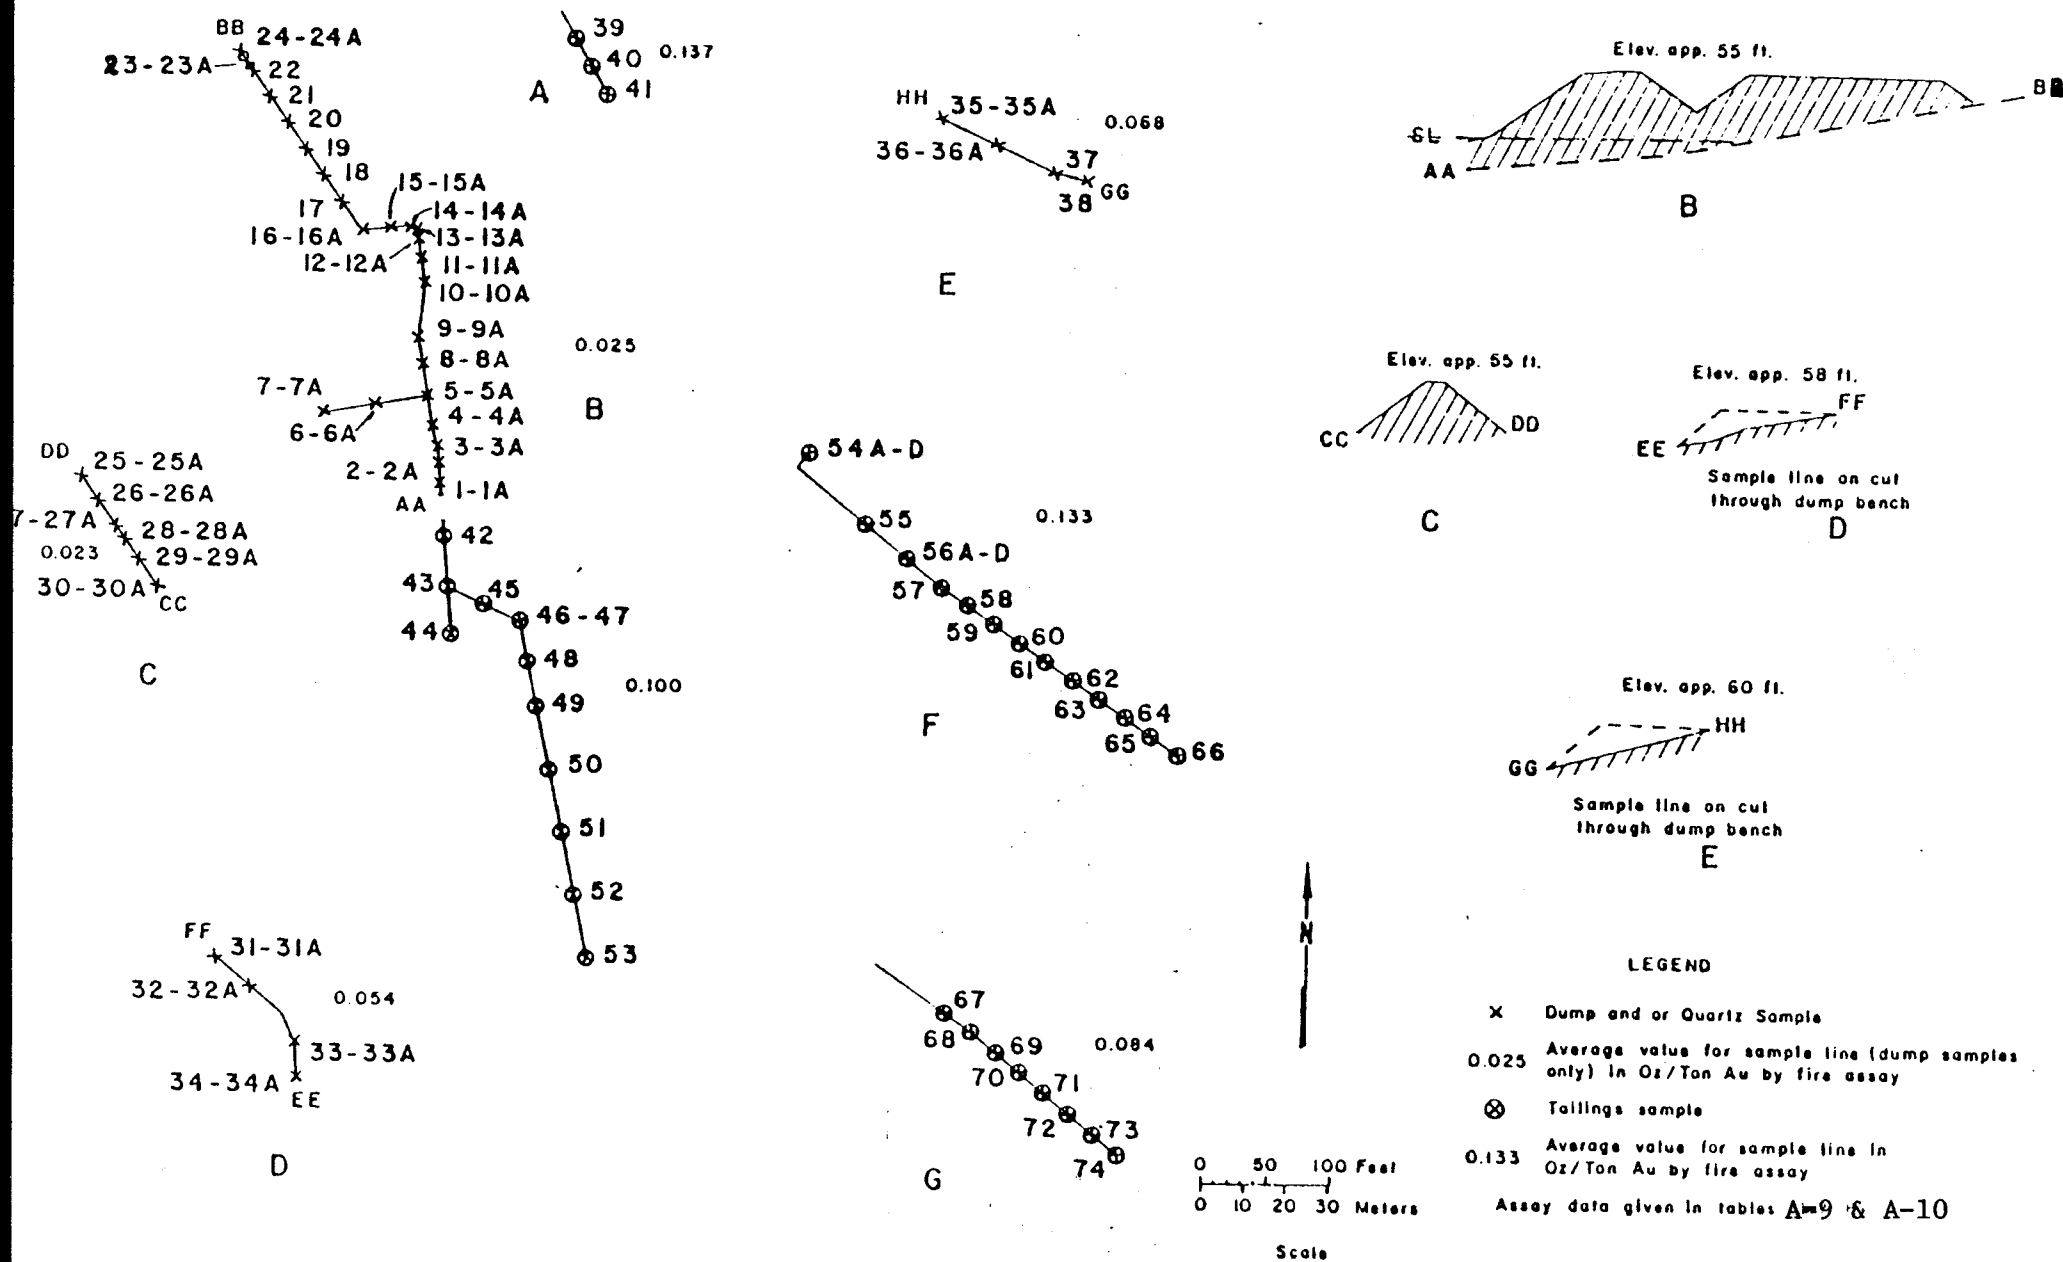 BB
24-24A
23-23A
22
21
20
19
18
17
15-15A
14-14A
16-16A
13-13A
12-12A
11-11A
10-10A
9-9A
8-8A
7-7A
5-5A
6-6A
4-4A
3-3A
2-2A
1-1A
AA
0.025
B
39
40
0.137
41
A
HH
35-35A
0.068
36-36A
37
38
GG
E
Elev. app. 55 ft.
SL
AA
B
DD
25-25A
26-26A
7-27A
28-28A
0.023
29-29A
30-30A
CC
C
42
43
45
46-47
44
48
49
0.100
50
51
52
53
54A-D
55
0.133
56A-D
57
58
59
60
61
62
63
64
65
66
F
Elev. app. 55 ft.
CC
DD
C
Elev. app. 58 ft.
FF
EE
Sample line on cut
through dump bench
D
Elev. app. 60 ft.
HH
GG
Sample line on cut
through dump bench
E
FF
31-31A
32-32A
0.054
33-33A
34-34A
EE
D
67
68
69
0.084
70
71
72
73
74
G
N
0 50 100 Feet
0 10 20 30 Meters
Scale
LEGEND
x Dump and or Quartz Sample
0.025 Average value for sample line (dump samples
only) in Oz/Ton Au by fire assay
Tailings sample
0.133 Average value for sample line in
Oz/Ton Au by fire assay
Assay data given in tables A-9 & A-10